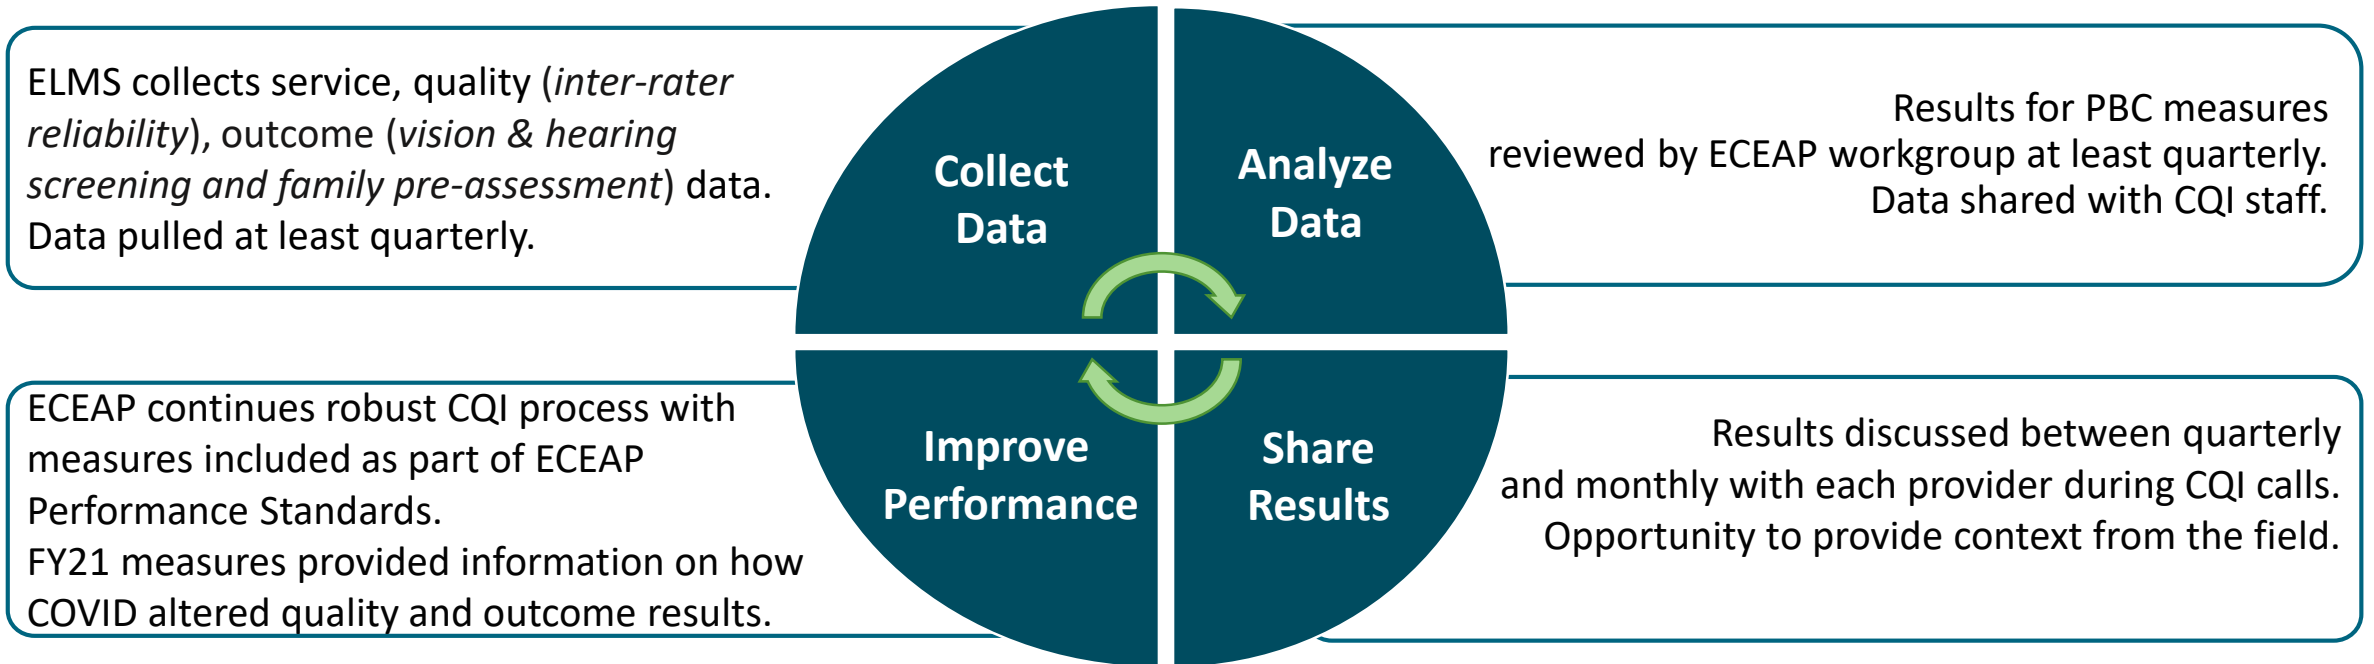 ELMS collects service, quality (inter-rater
reliability), outcome (vision & hearing
screening and family pre-assessment) data.
Data pulled at least quarterly.
Collect
Data
Analyze
Data
Results for PBC measures
reviewed by ECEAP workgroup at least quarterly.
Data shared with CQI staff.
ECEAP continues robust CQI process with
measures included as part of ECEAP
Performance Standards.
FY21 measures provided information on how
COVID altered quality and outcome results.
Improve
Performance
Share
Results
Results discussed between quarterly
and monthly with each provider during CQI calls.
Opportunity to provide context from the field.